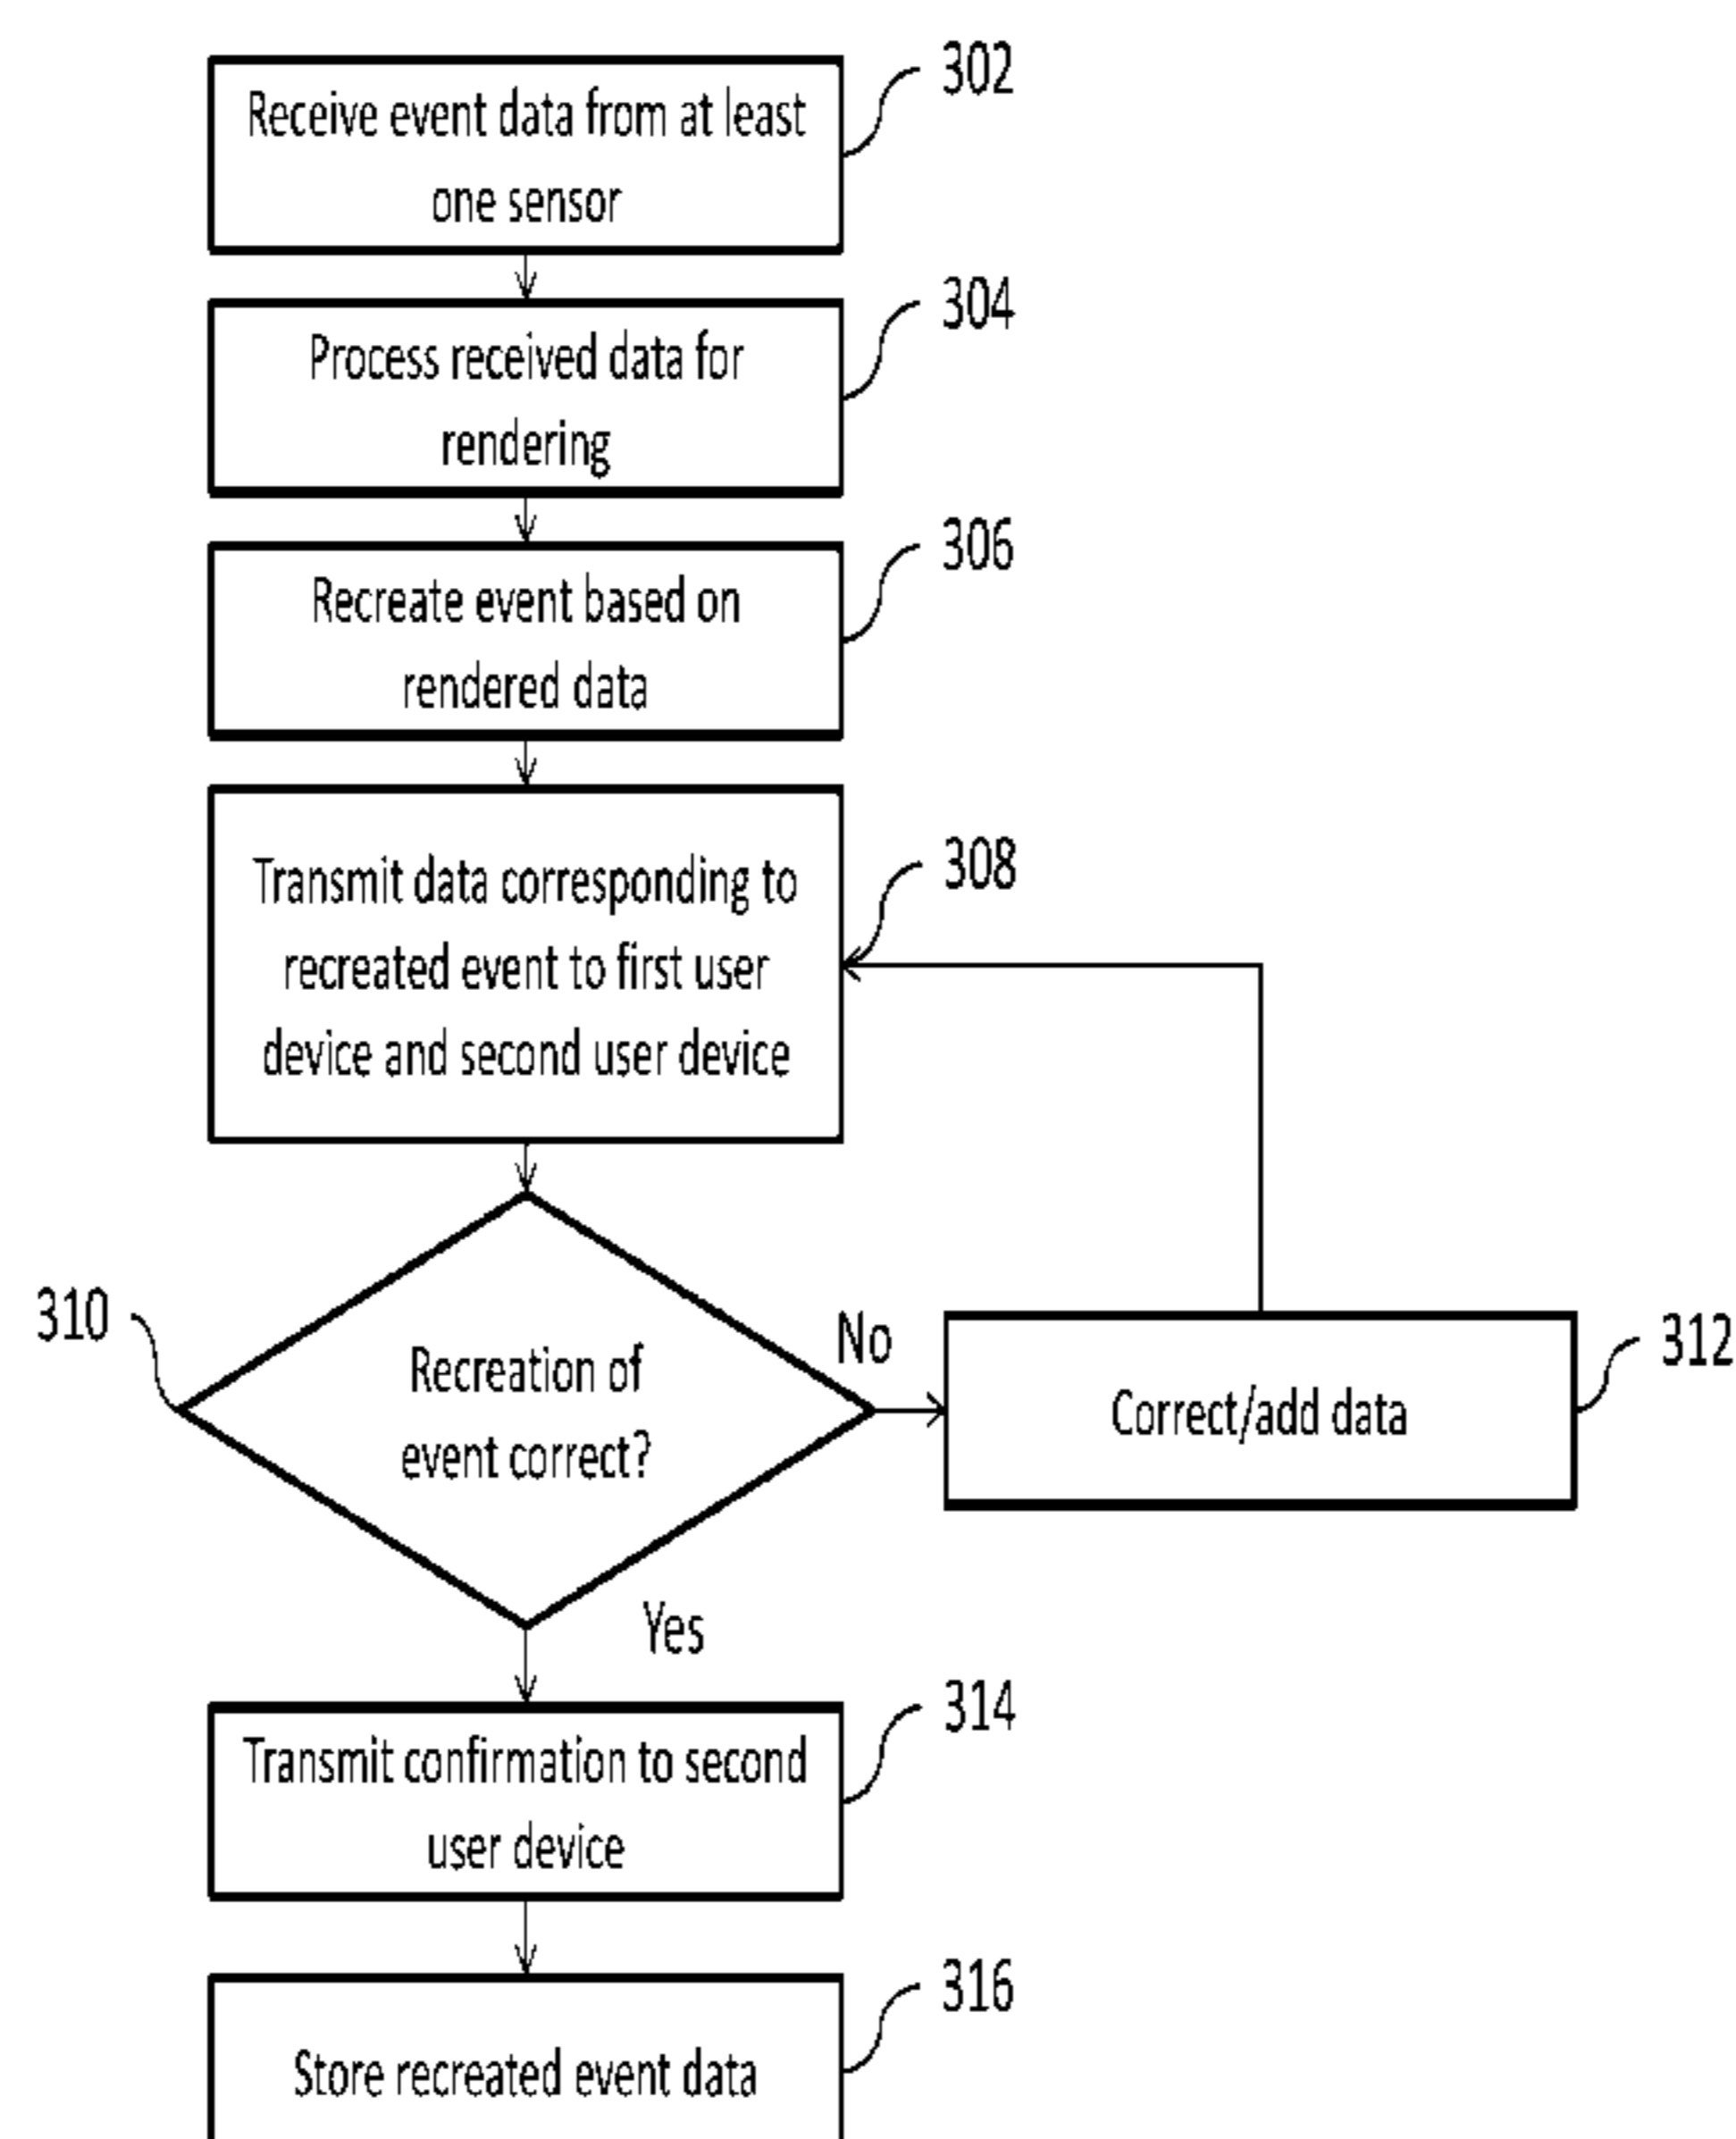 302
Receive event data from at least
one sensor
304
Process received data for
rendering
306
Recreate event based on
rendered data
308
Transmit data corresponding to
recreated event to first user
device and second user device
310
Recreation of
event correct?
No
312
Correct/add data
Yes
314
Transmit confirmation to second
user device
316
Store recreated event data